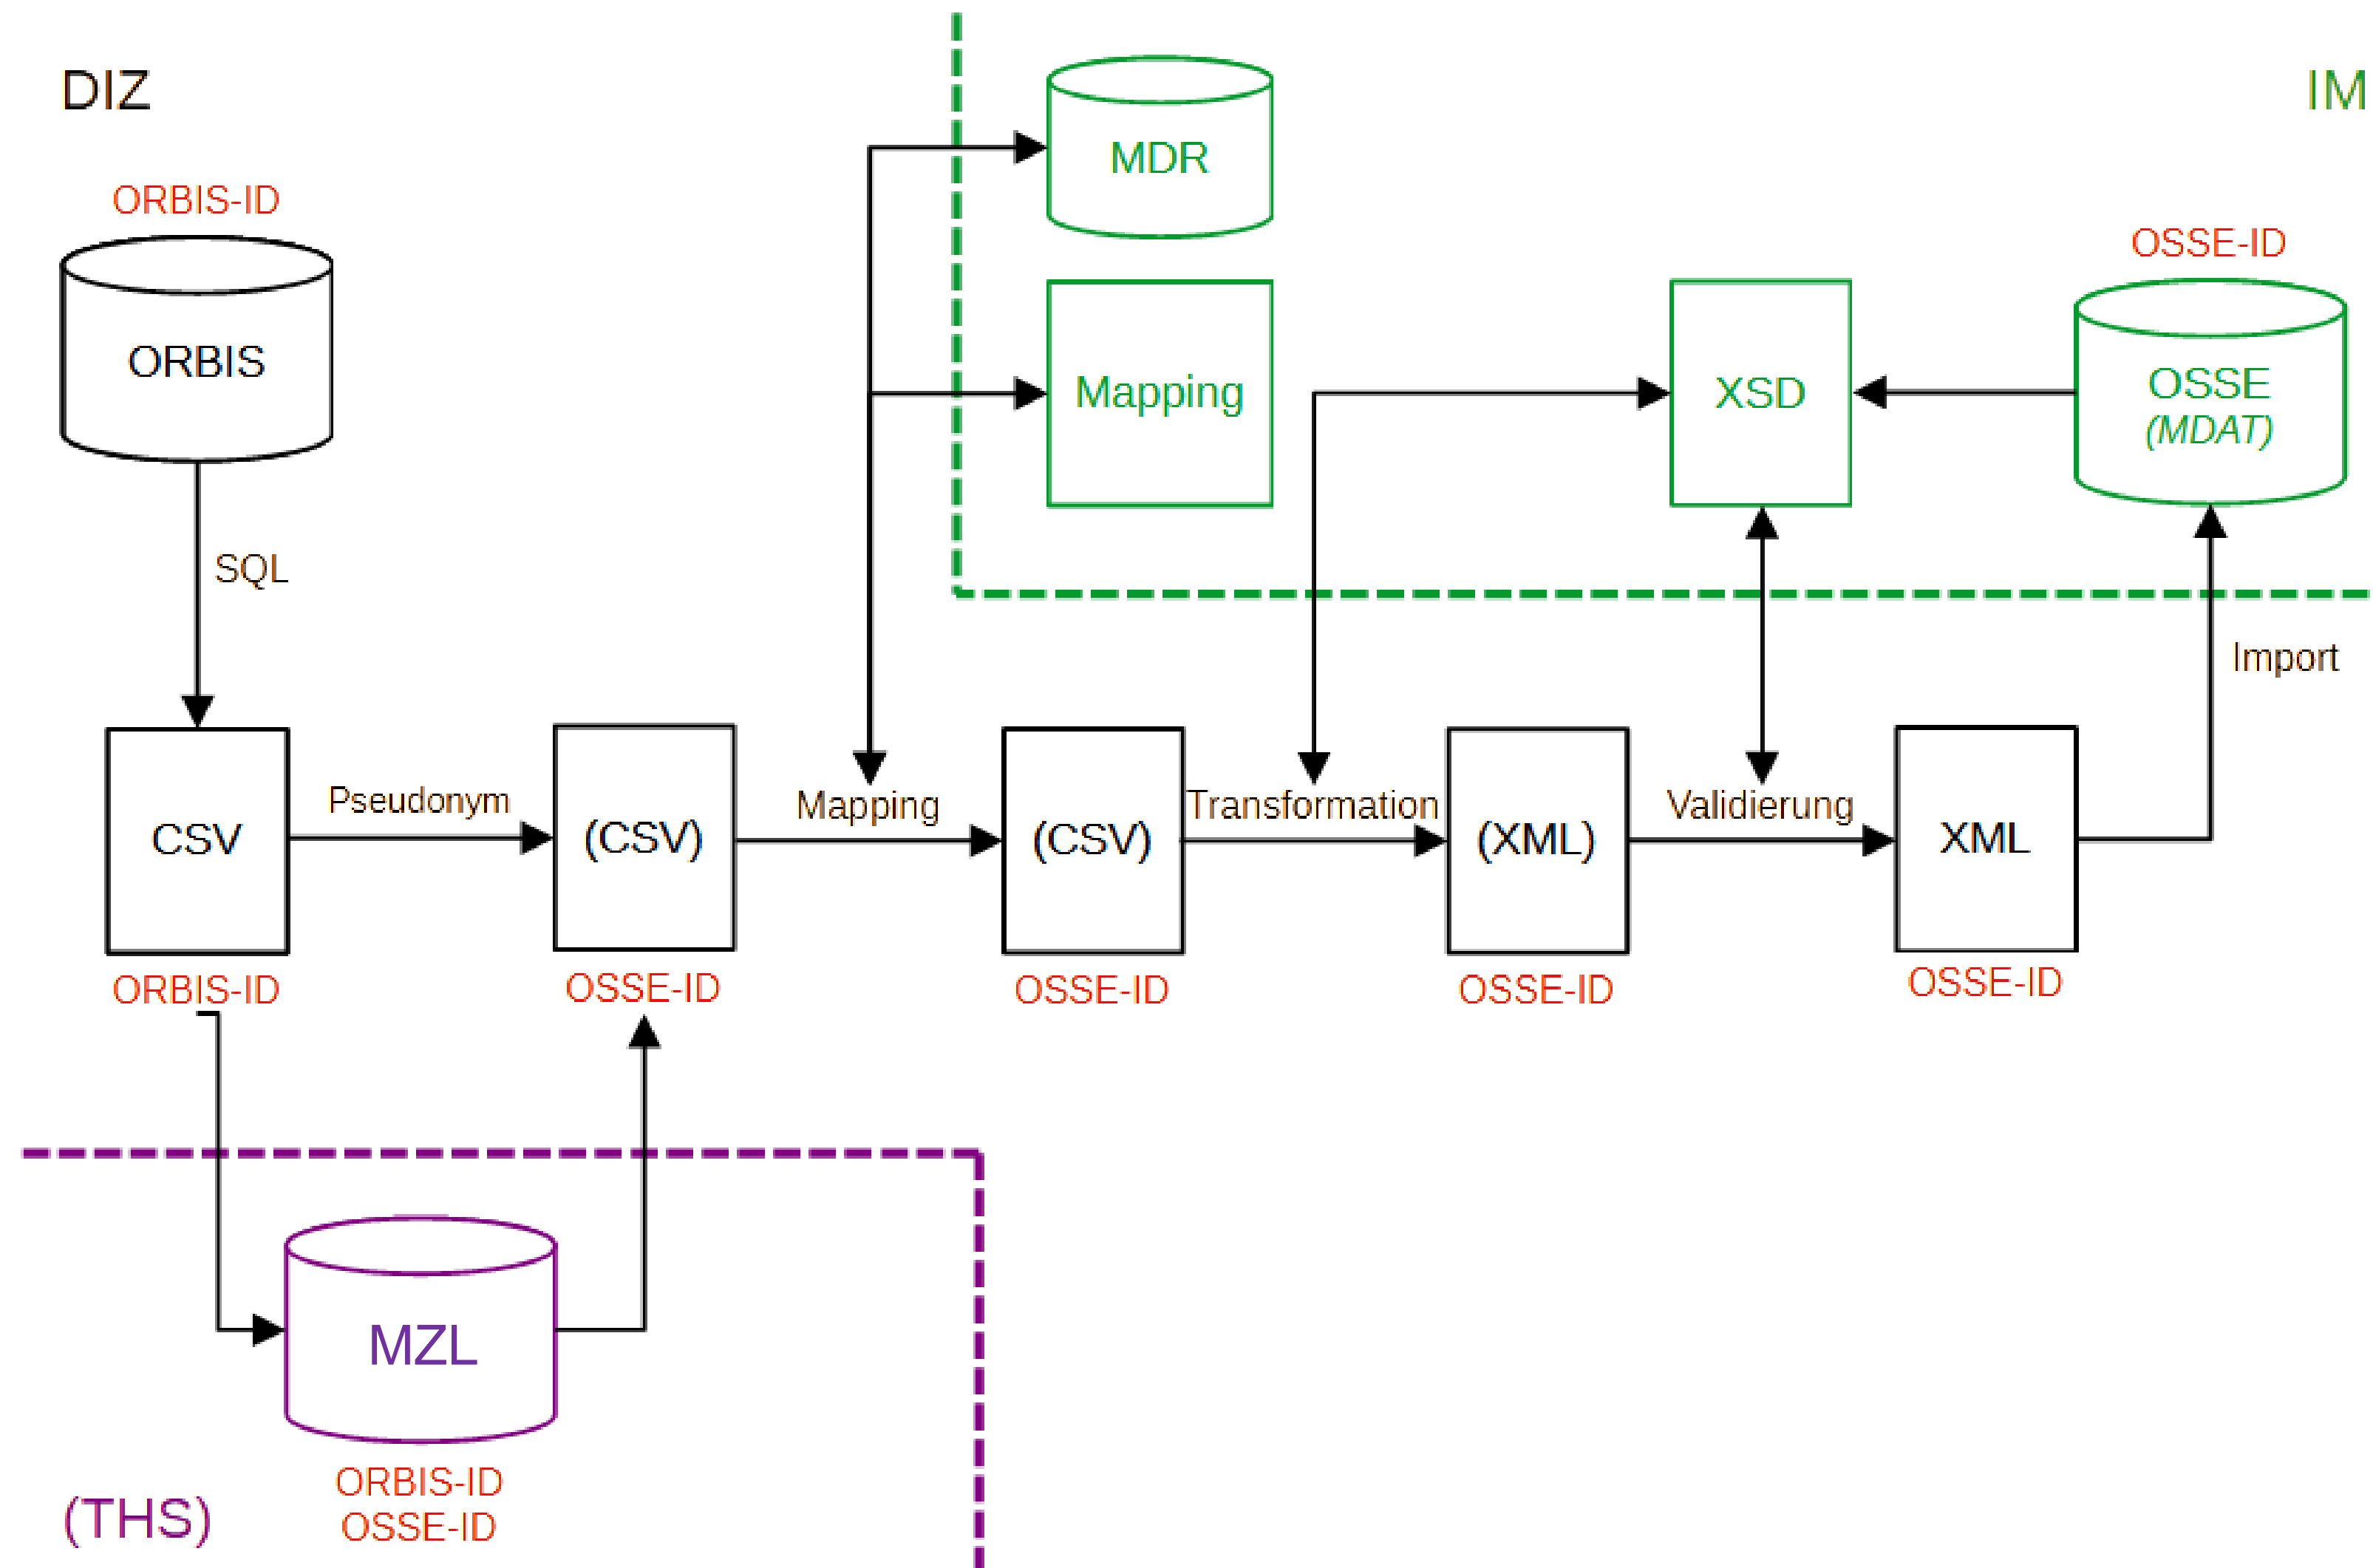 DIZ
IM
MDR
ORBIS-ID
OSSE-ID
ORBIS
Mapping
XSD
OSSE
(MDAT)
SQL
Import
Pseudonym
Mapping
Transformation
Validierung
CSV
(CSV)
(CSV)
(XML)
XML
ORBIS-ID
OSSE-ID
OSSE-ID
OSSE-ID
OSSE-ID
MZL
ORBIS-ID
OSSE-ID
(THS)